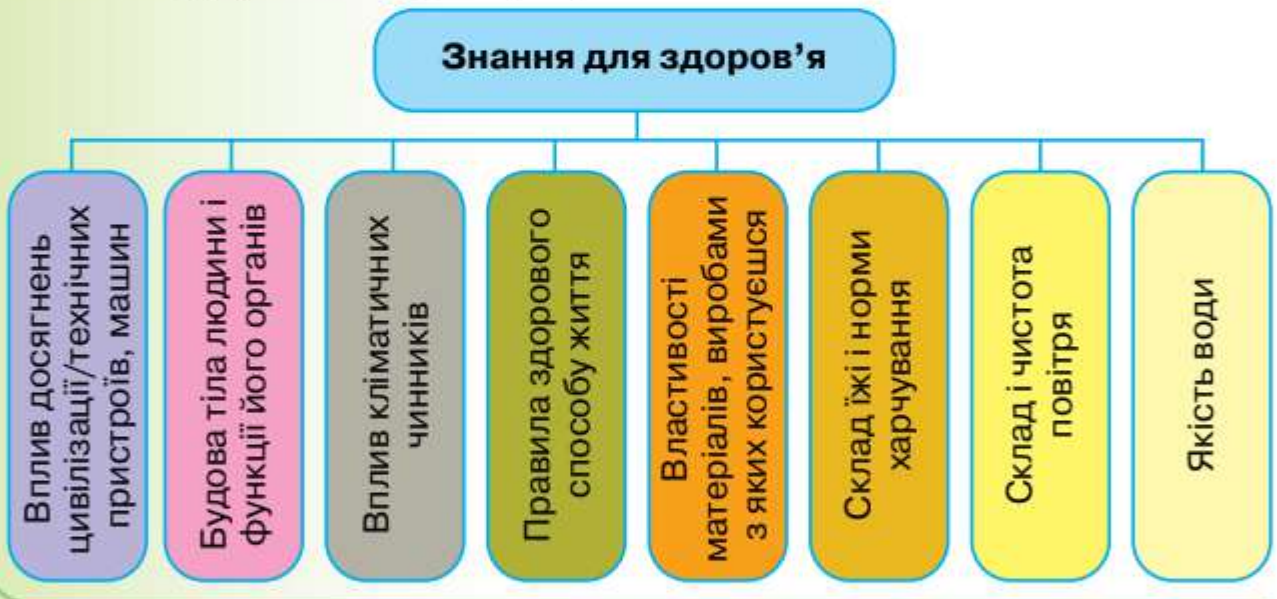 Знання для здоров’я
Вплив досягнень
цивілізації/технічних
пристроїв, машин
Будова тіла людини і
функції його органів
Вплив кліматичних
чинників
Правила здорового
способу життя
Властивості
матеріалів, виробами
з яких користуєшся
Склад їжі і норми
харчування
Склад і чистота
повітря
Якість води